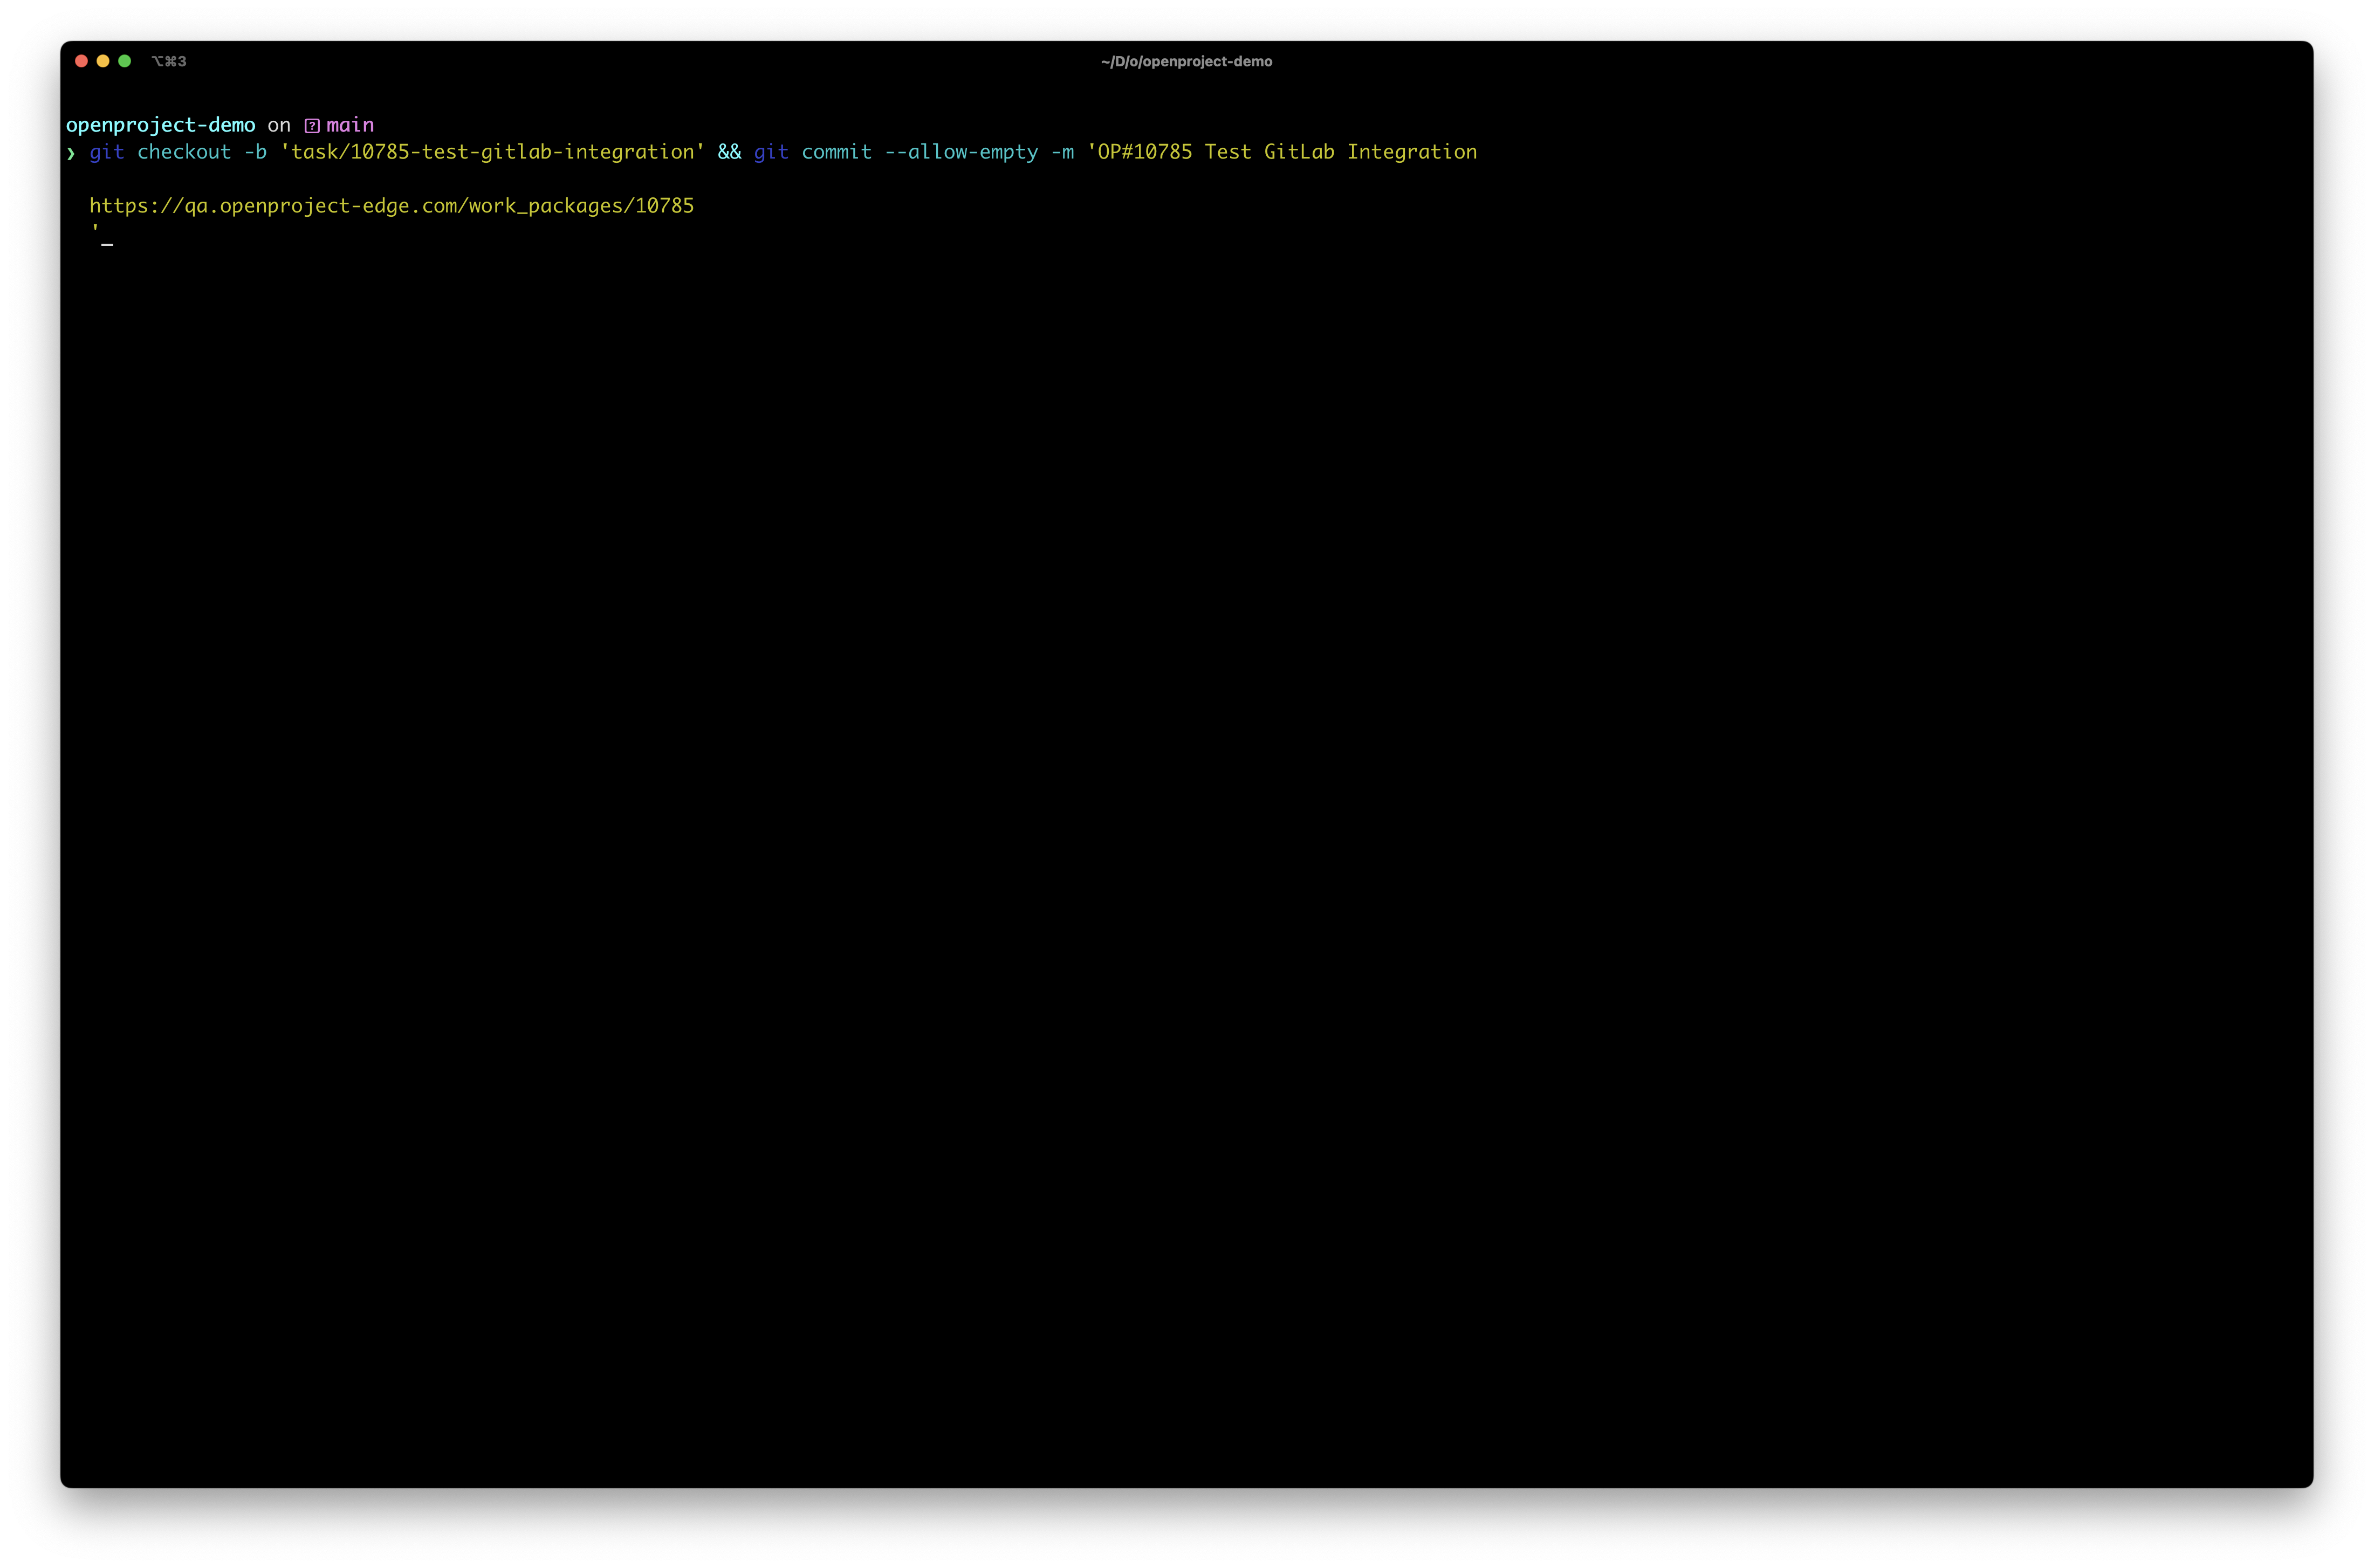 ⌥⌘3
~/D/o/openproject-demo
openproject-demo on ? main
❯ git checkout -b 'task/10785-test-gitlab-integration' && git commit --allow-empty -m 'OP#10785 Test GitLab Integration
https://qa.openproject-edge.com/work_packages/10785
'_